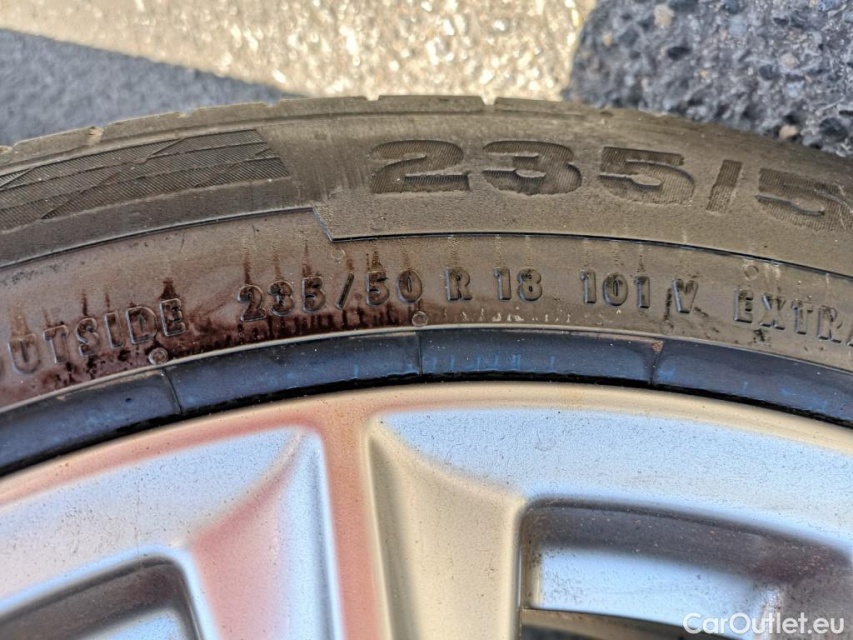 235/5
OUTSIDE 235/50 R 18 101 V EXTRA
CarOutlet.eu